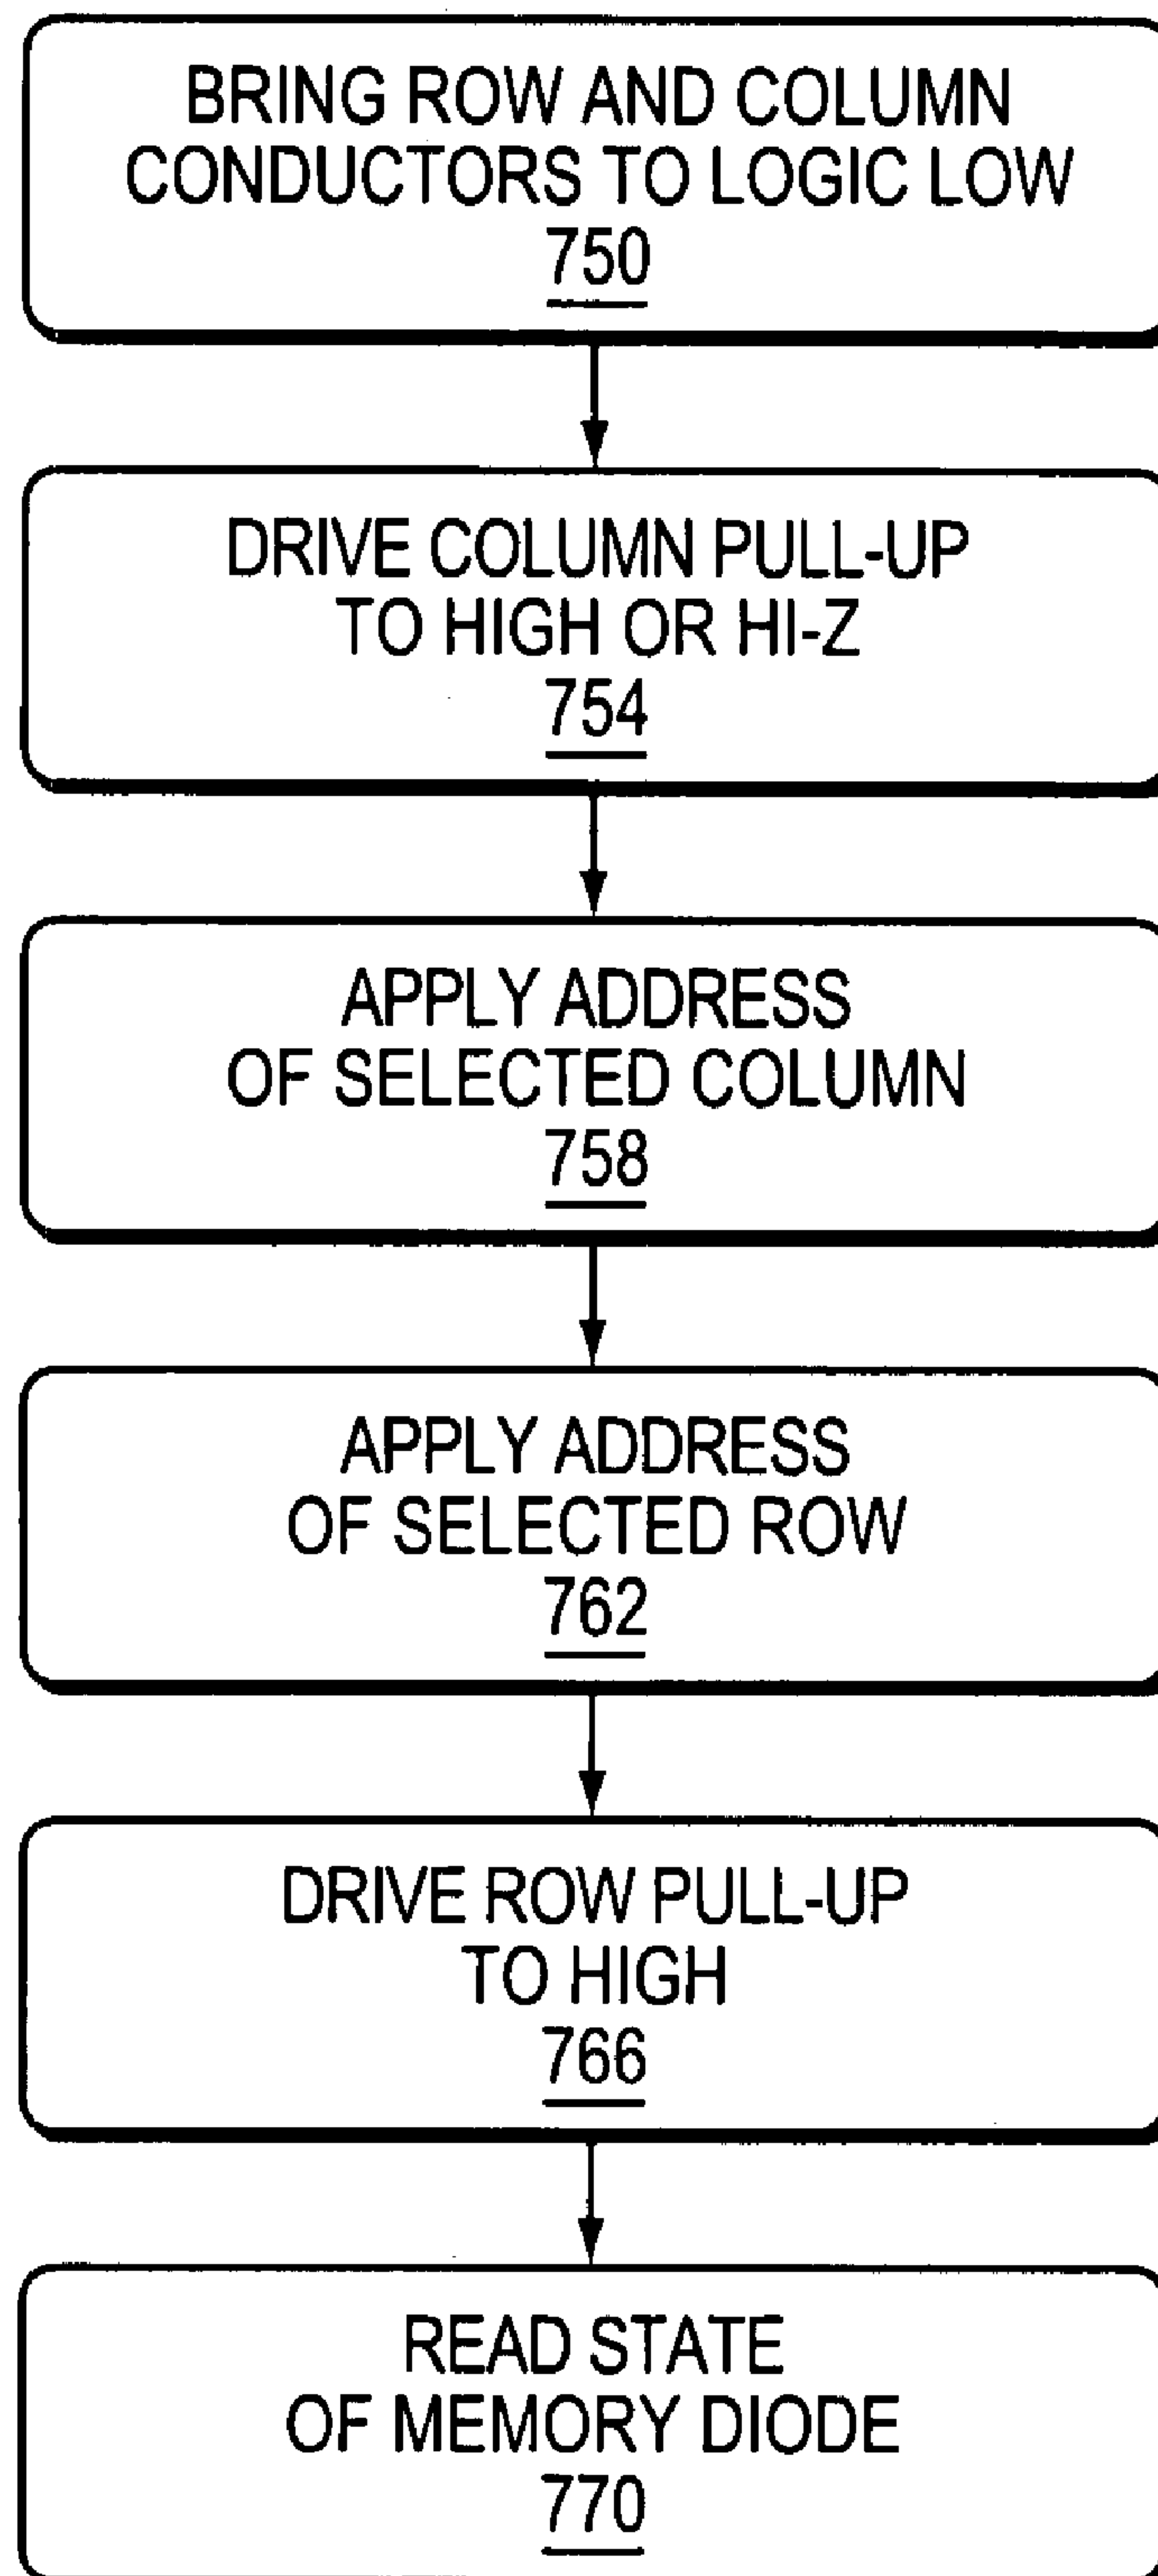 BRING ROW AND COLUMN
CONDUCTORS TO LOGIC LOW
750
DRIVE COLUMN PULL-UP
TO HIGH OR HI-Z
754
APPLY ADDRESS
OF SELECTED COLUMN
758
APPLY ADDRESS
OF SELECTED ROW
762
DRIVE ROW PULL-UP
TO HIGH
766
READ STATE
OF MEMORY DIODE
770